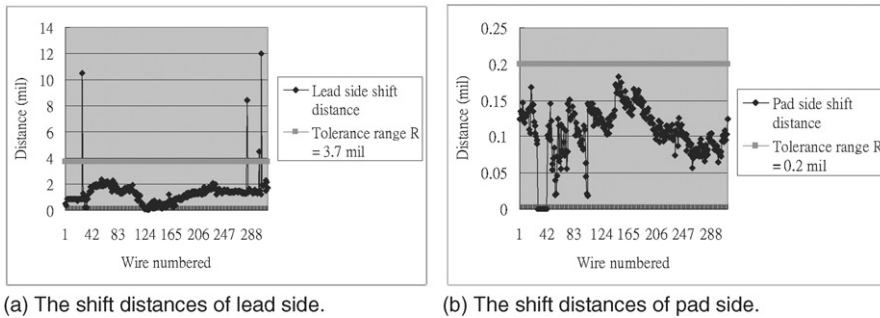 14
12
10
8
6
4
2
0
Distance (mil)
1 42 83 124 165 206 247 288
Wire numbered
Lead side shift
distance
Tolerance range R
= 3.7 mil
(a) The shift distances of lead side.
0.25
0.2
0.15
0.1
0.05
0
Distance (mil)
1 42 83 124 165 206 247 288
Wire numbered
Pad side shift
distance
Tolerance range R
= 0.2 mil
(b) The shift distances of pad side.